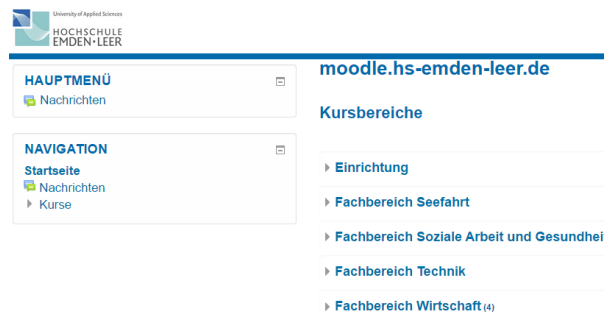 University of Applied Sciences
HOCHSCHULE
EMDEN·LEER
HAUPTMENÜ
Nachrichten
NAVIGATION
Startseite
Nachrichten
Kurse
moodle.hs-emden-leer.de
Kursbereiche
Einrichtung
Fachbereich Seefahrt
Fachbereich Soziale Arbeit und Gesundhei
Fachbereich Technik
Fachbereich Wirtschaft (4)